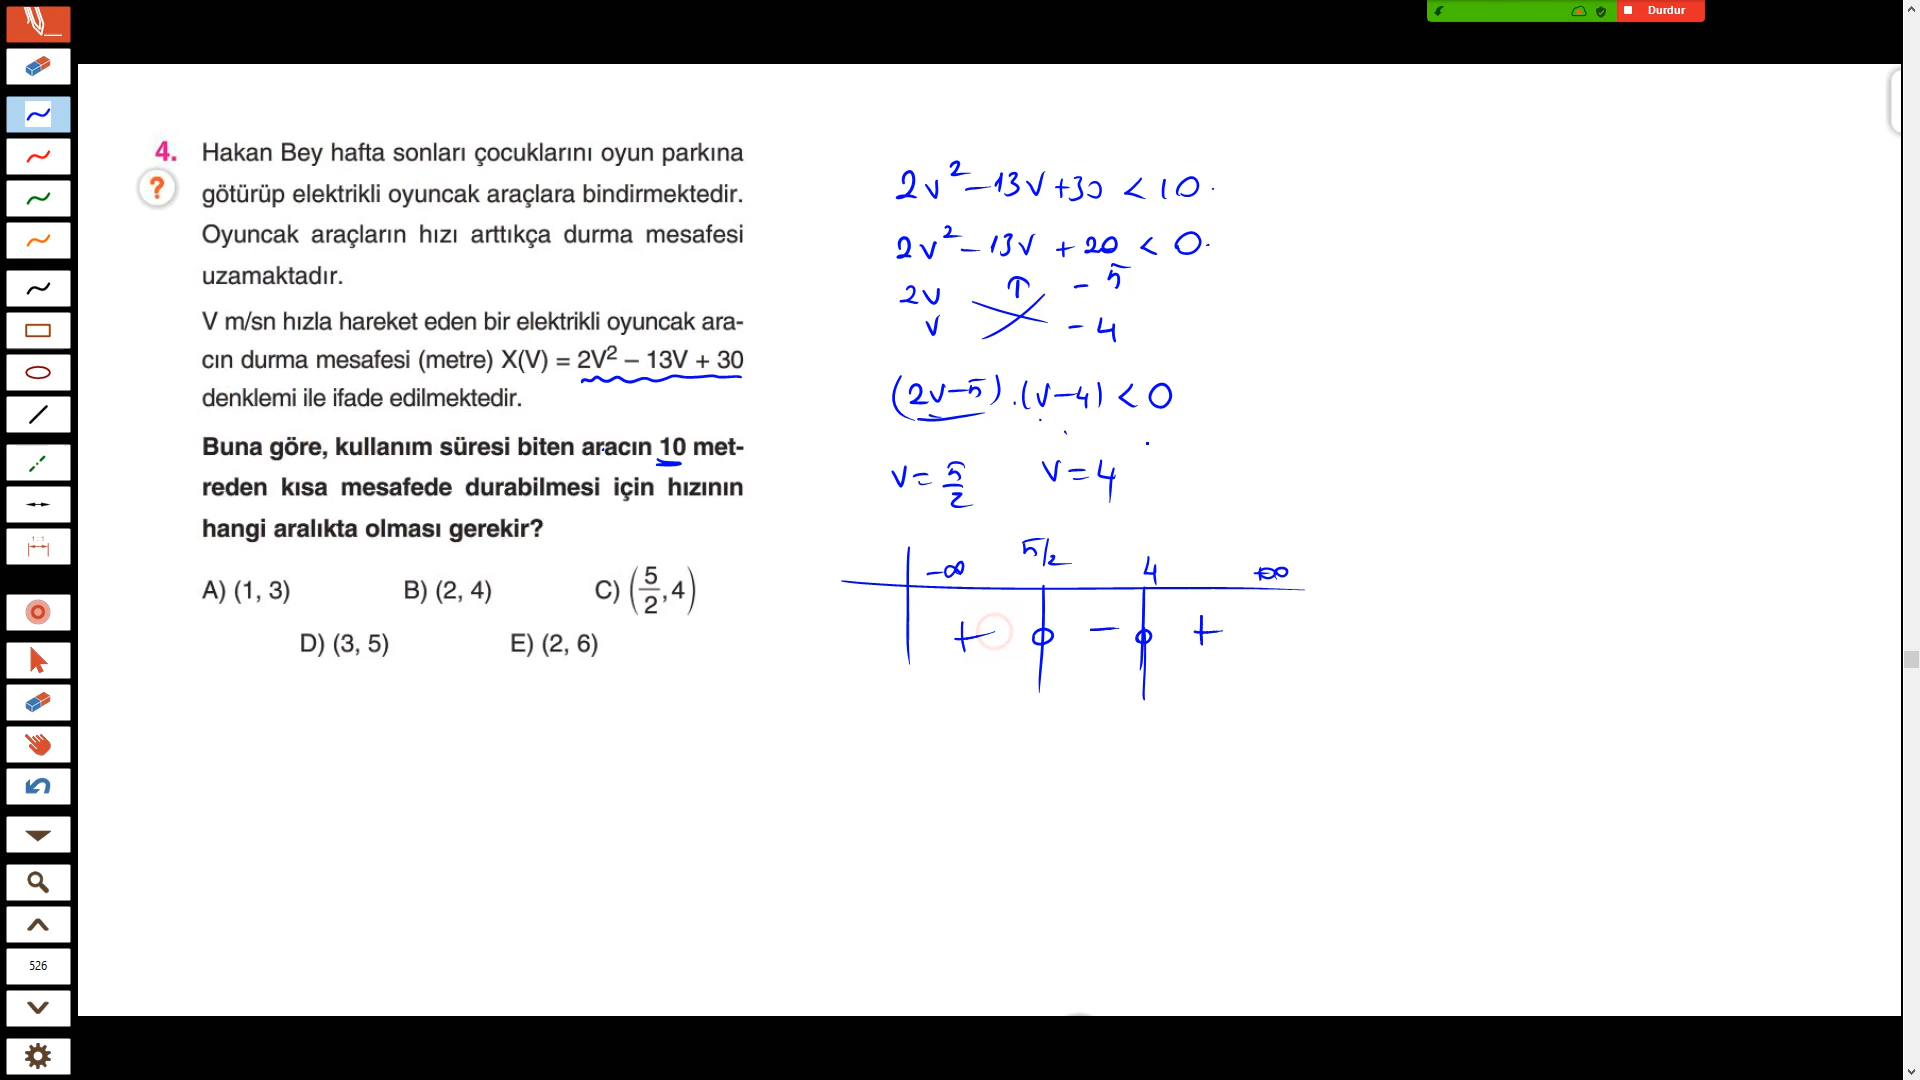 Durdur
4. Hakan Bey hafta sonları çocuklarını oyun parkına
? götürüp elektrikli oyuncak araçlara bindirmektedir.
Oyuncak araçların hızı arttıkça durma mesafesi
uzamaktadır.
V m/sn hızla hareket eden bir elektrikli oyuncak ara-
cın durma mesafesi (metre) X(V) = 2V² – 13V + 30
denklemi ile ifade edilmektedir.
Buna göre, kullanım süresi biten aracın 10 met-
reden kısa mesafede durabilmesi için hızının
hangi aralıkta olması gerekir?
A) (1, 3) B) (2, 4) C) (5/2, 4)
D) (3, 5) E) (2, 6)
2v² – 13v + 30 < 10
2v² – 13v + 20 < 0
2v – 5
v – 4
(2v – 5) . (v – 4) < 0
v = 5/2 v = 4
–∞ 5/2 4 +∞
+ – +
1:1
526